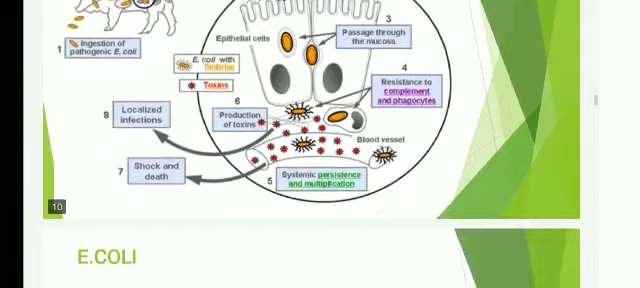 3
Passage through
the mucosa
Epithelial cells
1
Ingestion of
pathogenic E. coli
E. coli with
fimbriae
Toxins
4
Resistance to
complement
and phagocytes
6
Production
of toxins
8
Localized
infections
Blood vessel
7
Shock and
death
5
Systemic persistence
and multiplication
10
E.COLI